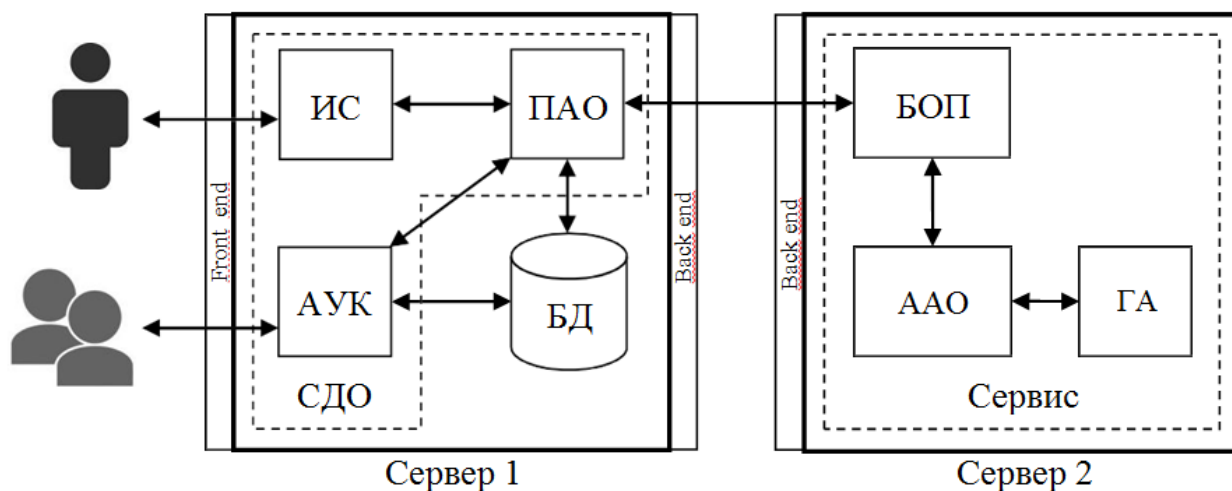 ИС
ПАО
БОП
Front end
Back end
Back end
АУК
БД
ААО
ГА
СДО
Сервис
Сервер 1
Сервер 2